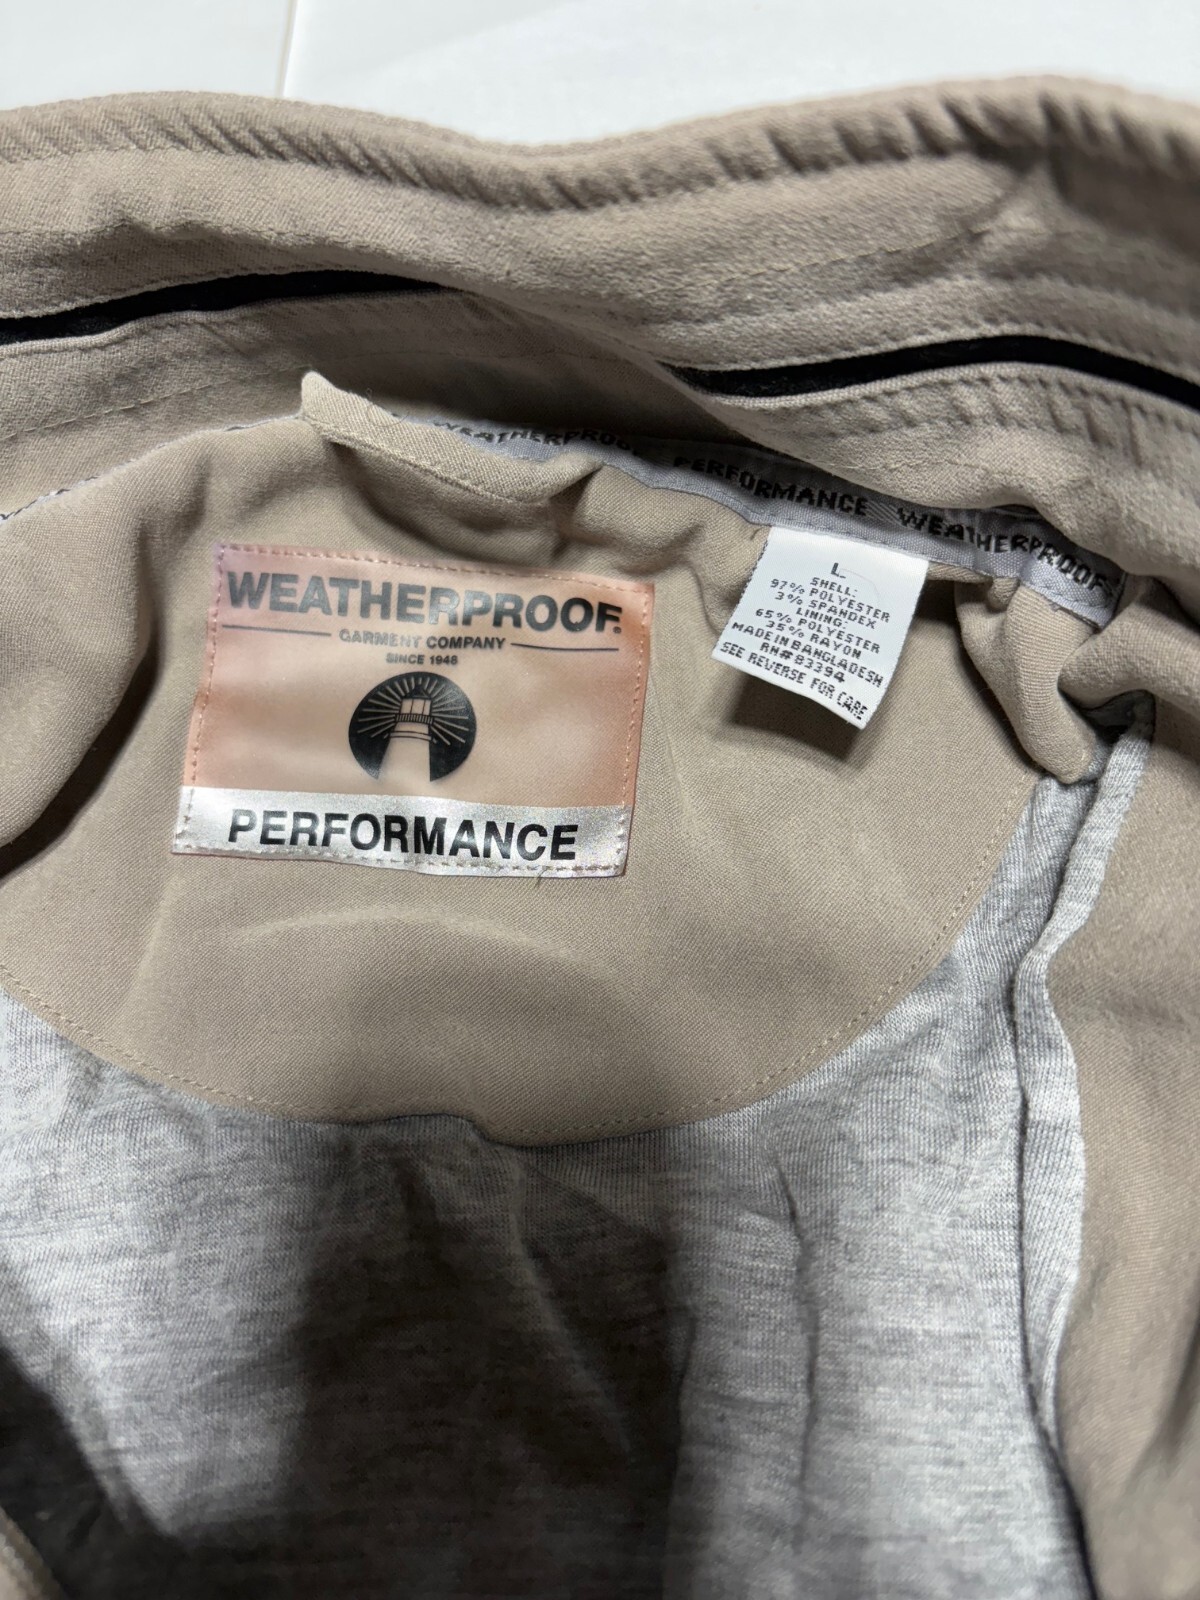 WEATHERPROOF PERFORMANCE WEATHERPROOF
WEATHERPROOF®
GARMENT COMPANY
SINCE 1948
PERFORMANCE
L
SHELL:
97% POLYESTER
3% SPANDEX
LINING:
65% POLYESTER
35% RAYON
MADE IN BANGLADESH
RN# 83394
SEE REVERSE FOR CARE